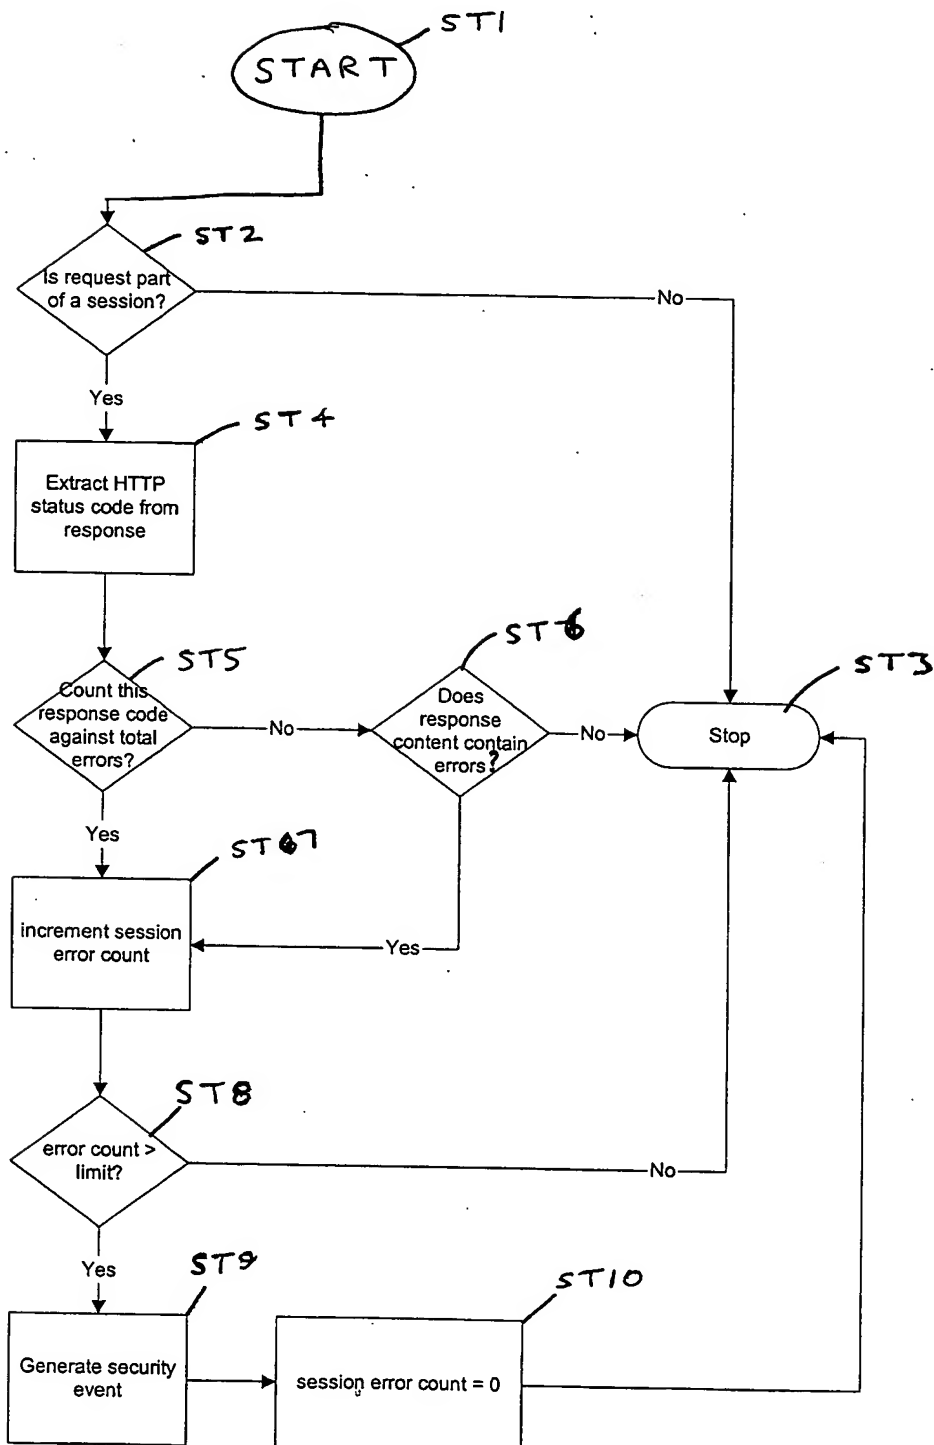 ST1
START
ST2
Is request part
of a session?
No
Yes
ST4
Extract HTTP
status code from
response
ST6
ST5
ST3
Count this
response code
against total
errors?
No
Does
response
content contain
errors?
No
Stop
Yes
ST7
increment session
error count
Yes
ST8
error count >
limit?
No
Yes
ST9
ST10
Generate security
event
session error count = 0